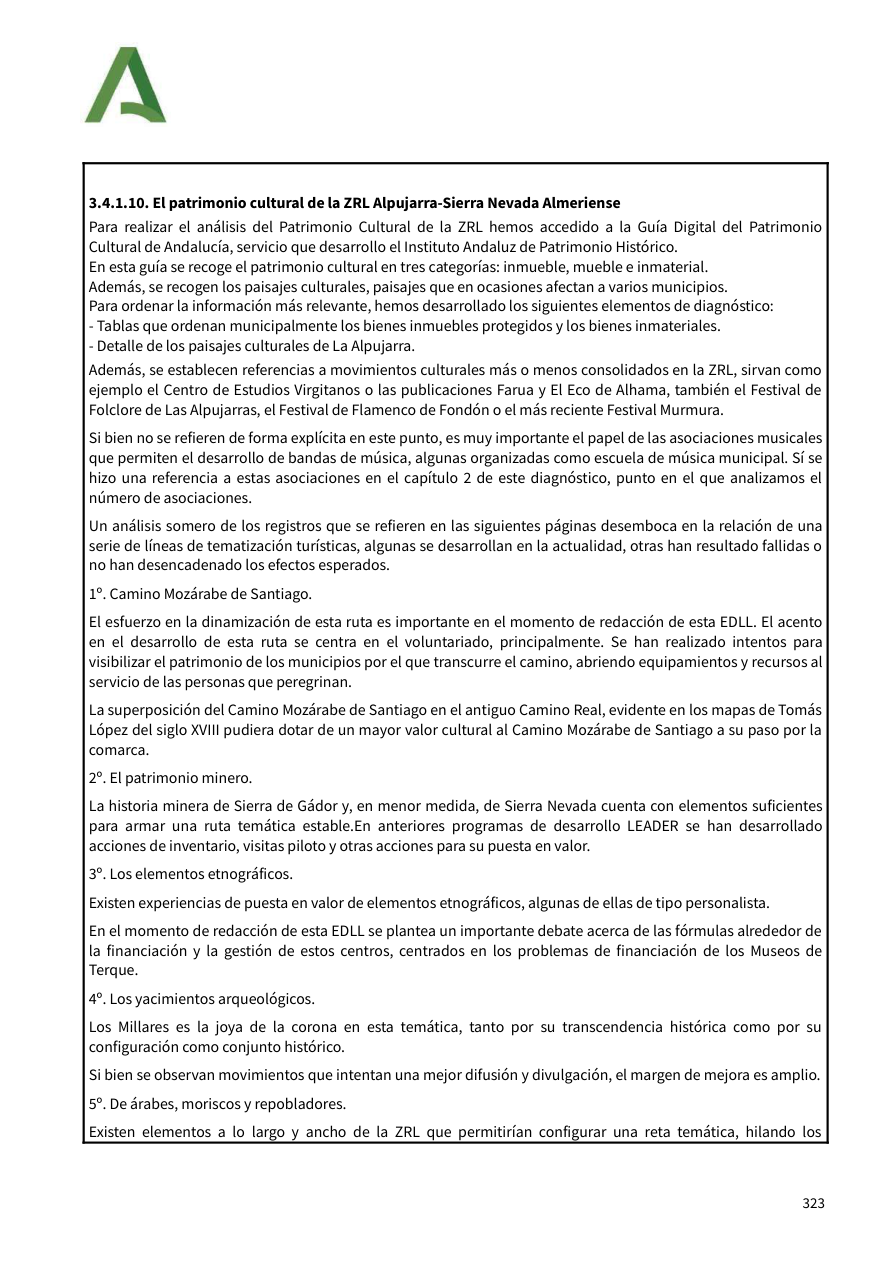 3.4.1.10. El patrimonio cultural de la ZRL Alpujarra-Sierra Nevada Almeriense
Para realizar el análisis del Patrimonio Cultural de la ZRL hemos accedido a la Guía Digital del Patrimonio
Cultural de Andalucía, servicio que desarrollo el Instituto Andaluz de Patrimonio Histórico.
En esta guía se recoge el patrimonio cultural en tres categorías: inmueble, mueble e inmaterial.
Además, se recogen los paisajes culturales, paisajes que en ocasiones afectan a varios municipios.
Para ordenar la información más relevante, hemos desarrollado los siguientes elementos de diagnóstico:
- Tablas que ordenan municipalmente los bienes inmuebles protegidos y los bienes inmateriales.
- Detalle de los paisajes culturales de La Alpujarra.
Además, se establecen referencias a movimientos culturales más o menos consolidados en la ZRL, sirvan como
ejemplo el Centro de Estudios Virgitanos o las publicaciones Farua y El Eco de Alhama, también el Festival de
Folclore de Las Alpujarras, el Festival de Flamenco de Fondón o el más reciente Festival Murmura.
Si bien no se refieren de forma explícita en este punto, es muy importante el papel de las asociaciones musicales
que permiten el desarrollo de bandas de música, algunas organizadas como escuela de música municipal. Sí se
hizo una referencia a estas asociaciones en el capítulo 2 de este diagnóstico, punto en el que analizamos el
número de asociaciones.
Un análisis somero de los registros que se refieren en las siguientes páginas desemboca en la relación de una
serie de líneas de tematización turísticas, algunas se desarrollan en la actualidad, otras han resultado fallidas o
no han desencadenado los efectos esperados.
1º. Camino Mozárabe de Santiago.
El esfuerzo en la dinamización de esta ruta es importante en el momento de redacción de esta EDLL. El acento
en el desarrollo de esta ruta se centra en el voluntariado, principalmente. Se han realizado intentos para
visibilizar el patrimonio de los municipios por el que transcurre el camino, abriendo equipamientos y recursos al
servicio de las personas que peregrinan.
La superposición del Camino Mozárabe de Santiago en el antiguo Camino Real, evidente en los mapas de Tomás
López del siglo XVIII pudiera dotar de un mayor valor cultural al Camino Mozárabe de Santiago a su paso por la
comarca.
2º. El patrimonio minero.
La historia minera de Sierra de Gádor y, en menor medida, de Sierra Nevada cuenta con elementos suficientes
para armar una ruta temática estable.En anteriores programas de desarrollo LEADER se han desarrollado
acciones de inventario, visitas piloto y otras acciones para su puesta en valor.
3º. Los elementos etnográficos.
Existen experiencias de puesta en valor de elementos etnográficos, algunas de ellas de tipo personalista.
En el momento de redacción de esta EDLL se plantea un importante debate acerca de las fórmulas alrededor de
la financiación y la gestión de estos centros, centrados en los problemas de financiación de los Museos de
Terque.
4º. Los yacimientos arqueológicos.
Los Millares es la joya de la corona en esta temática, tanto por su transcendencia histórica como por su
configuración como conjunto histórico.
Si bien se observan movimientos que intentan una mejor difusión y divulgación, el margen de mejora es amplio.
5º. De árabes, moriscos y repobladores.
Existen elementos a lo largo y ancho de la ZRL que permitirían configurar una reta temática, hilando los
323